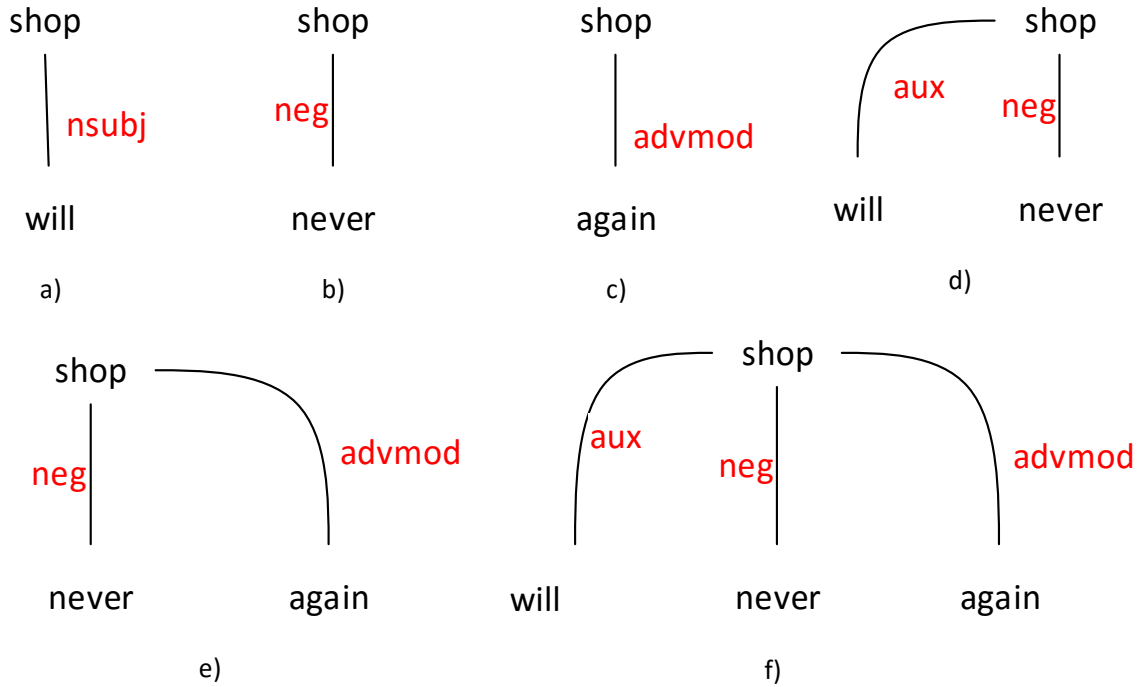 shop
nsubj
will
a)
shop
neg
never
b)
shop
advmod
again
c)
shop
aux
neg
will
never
d)
shop
neg
advmod
never
again
e)
shop
aux
neg
advmod
will
never
again
f)